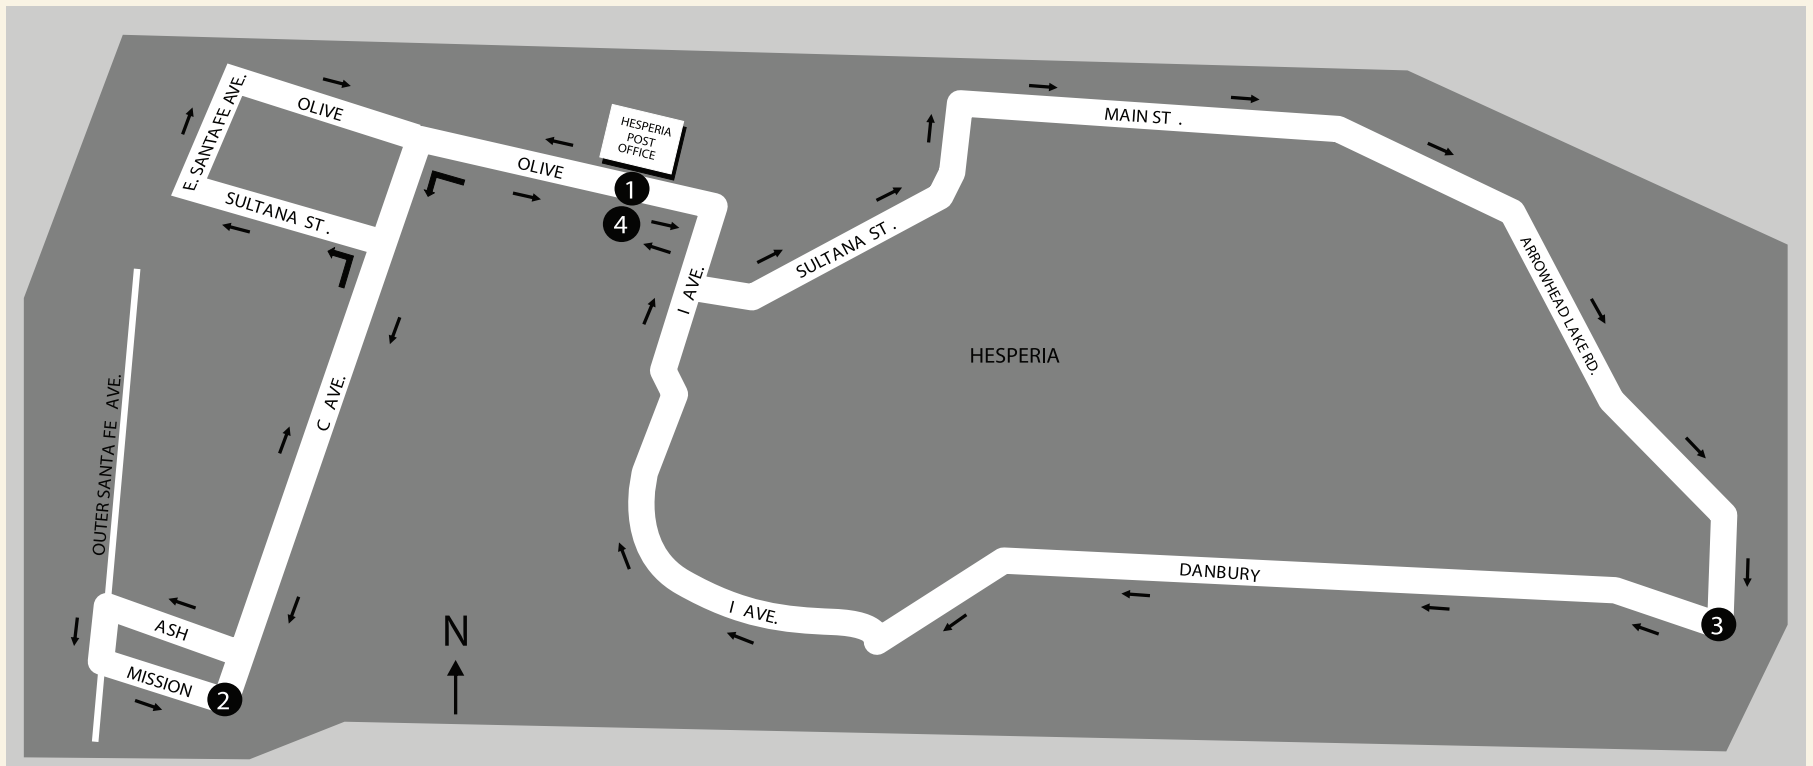 E. SANTA FE AVE.
OLIVE
HESPERIA
POST
OFFICE
OLIVE
1
4
SULTANA ST.
MAIN ST .
SULTANA ST .
I AVE.
ARROWHEAD LAKE RD.
HESPERIA
C AVE.
OUTER SANTA FE AVE.
DANBURY
I AVE.
3
N
ASH
MISSION
2